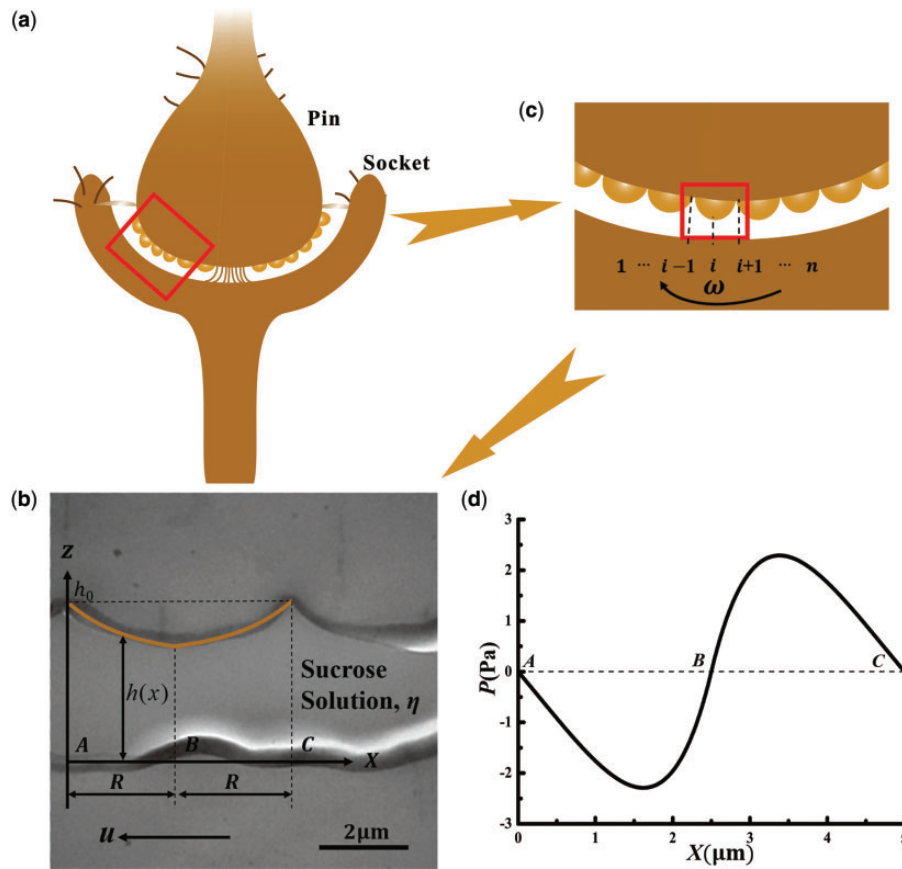 (a)
Pin
Socket
(c)
1 ··· i−1 i i+1 ··· n
ω
(b)
z
h₀
h(x)
Sucrose
Solution, η
A B C X
R R
u
2μm
(d)
P(Pa)
3
2
1
0
-1
-2
-3
A B C
0 1 2 3 4 5
X(μm)